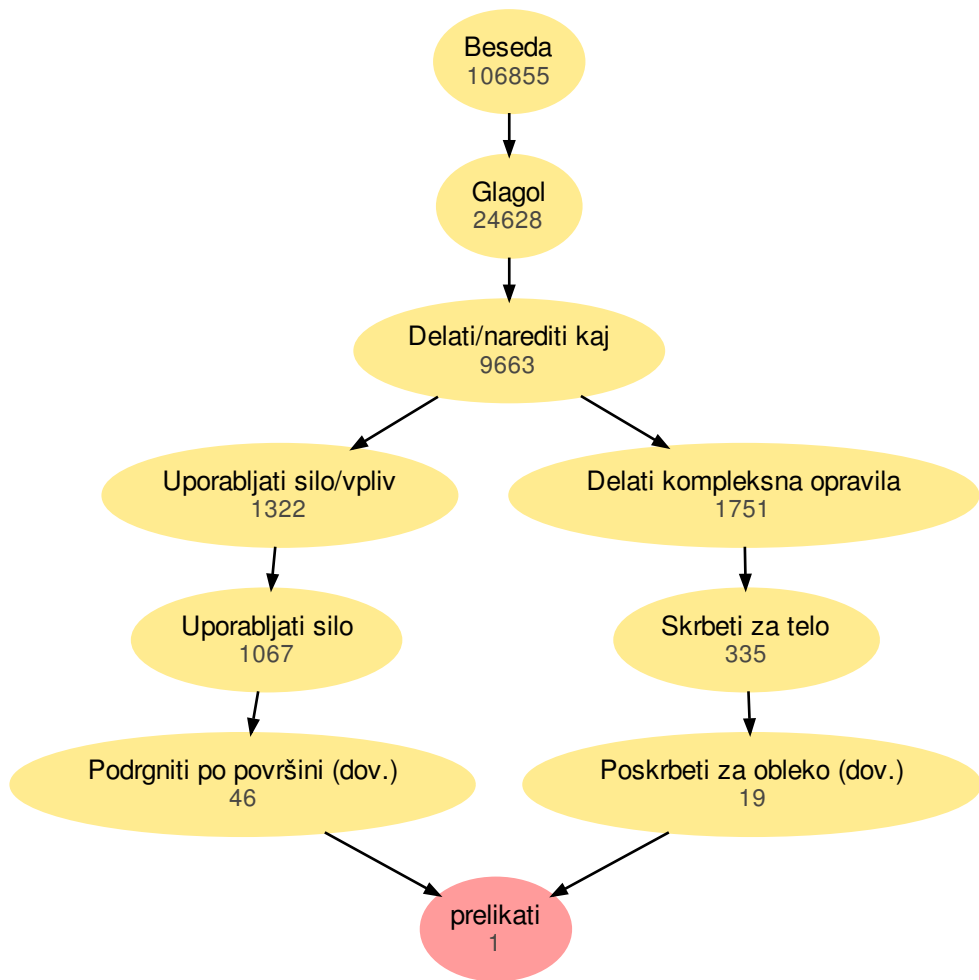 Beseda
106855
Glagol
24628
Delati/narediti kaj
9663
Uporabljati silo/vpliv
1322
Delati kompleksna opravila
1751
Uporabljati silo
1067
Skrbeti za telo
335
Podrgniti po površini (dov.)
46
Poskrbeti za obleko (dov.)
19
prelikati
1